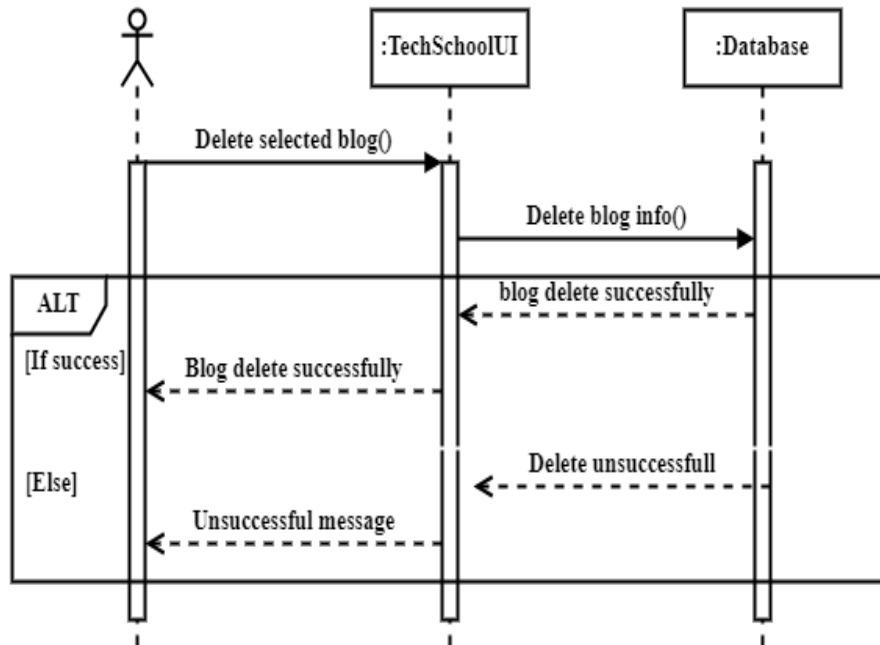 :TechSchoolUI
:Database
Delete selected blog()
Delete blog info()
ALT
blog delete successfully
[If success]
Blog delete successfully
Delete unsuccessfull
[Else]
Unsuccessful message